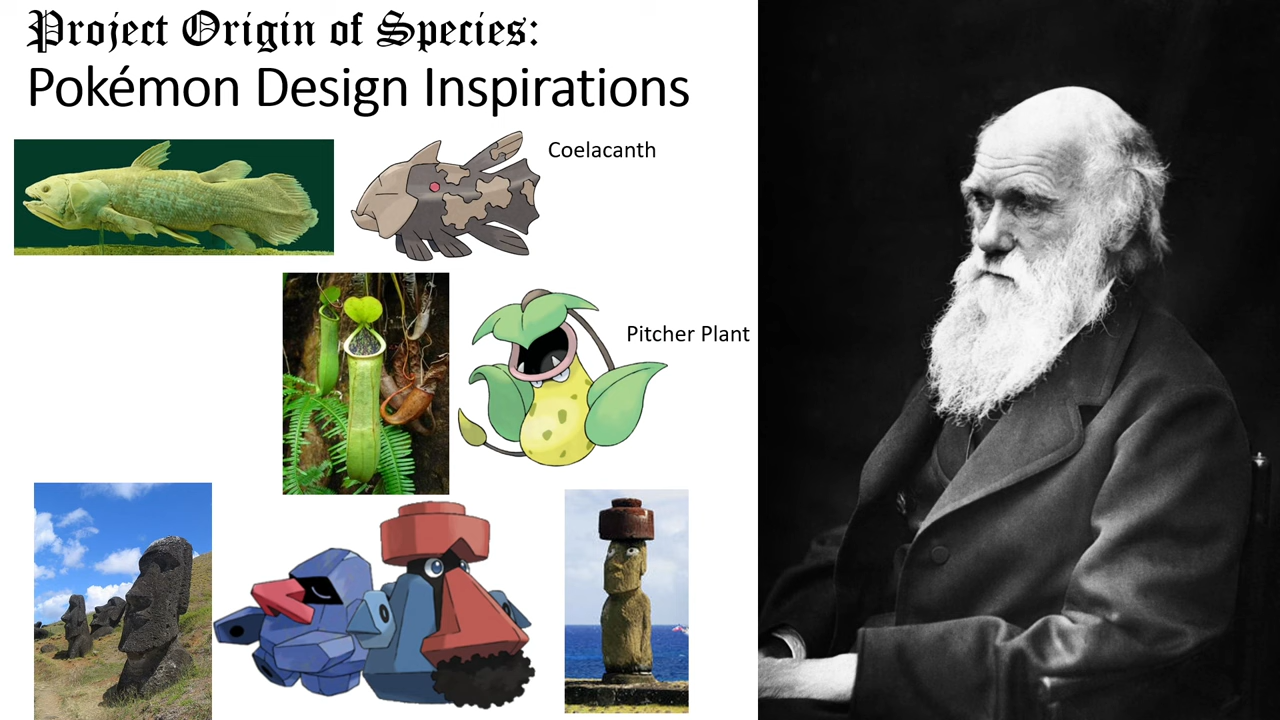 Project Origin of Species:
Pokémon Design Inspirations
Coelacanth
Pitcher Plant